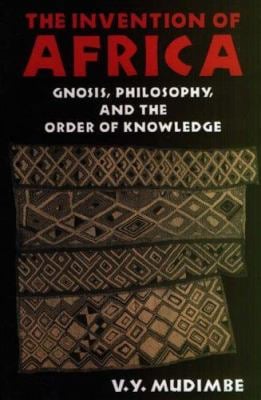 THE INVENTION OF
AFRICA
GNOSIS, PHILOSOPHY,
AND THE
ORDER OF KNOWLEDGE
V.Y. MUDIMBE